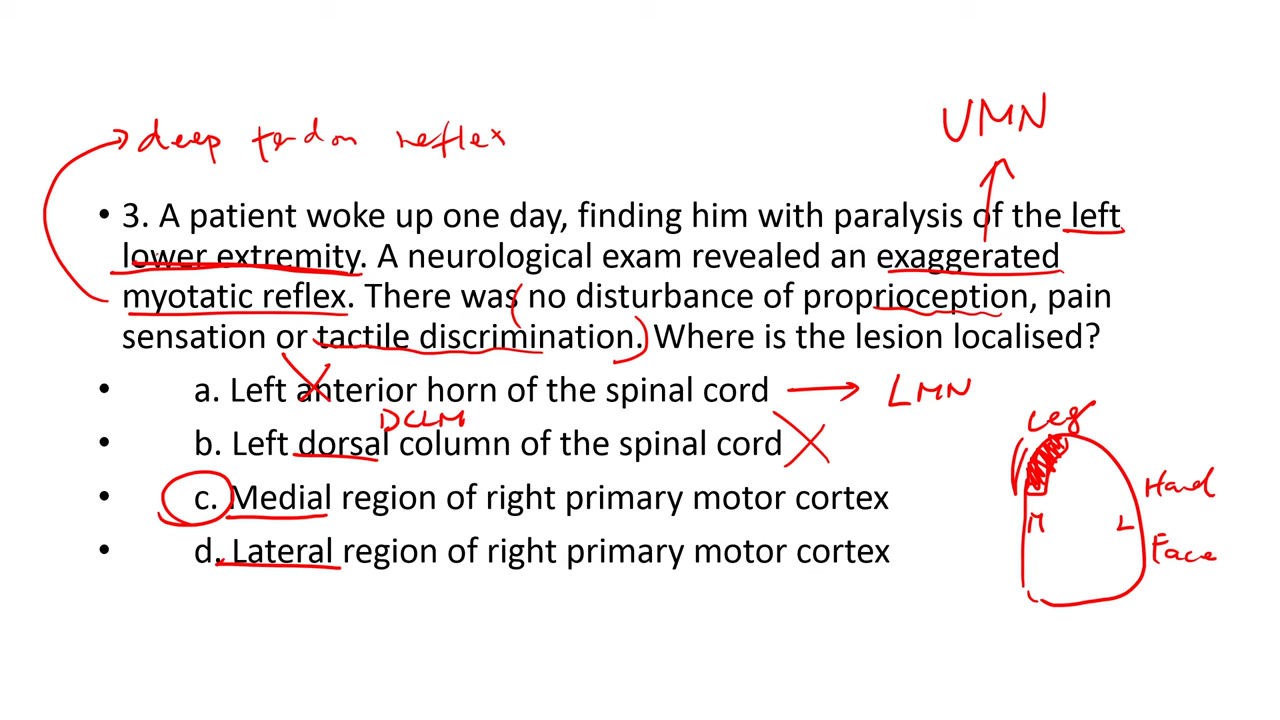 UMN
deep tendon reflex
• 3. A patient woke up one day, finding him with paralysis of the left
lower extremity. A neurological exam revealed an exaggerated
myotatic reflex. There was no disturbance of proprioception, pain
sensation or tactile discrimination. Where is the lesion localised?
• a. Left anterior horn of the spinal cord → LMN
DCLM
• b. Left dorsal column of the spinal cord
• c. Medial region of right primary motor cortex
• d. Lateral region of right primary motor cortex
Leg
Hand
M L
Face